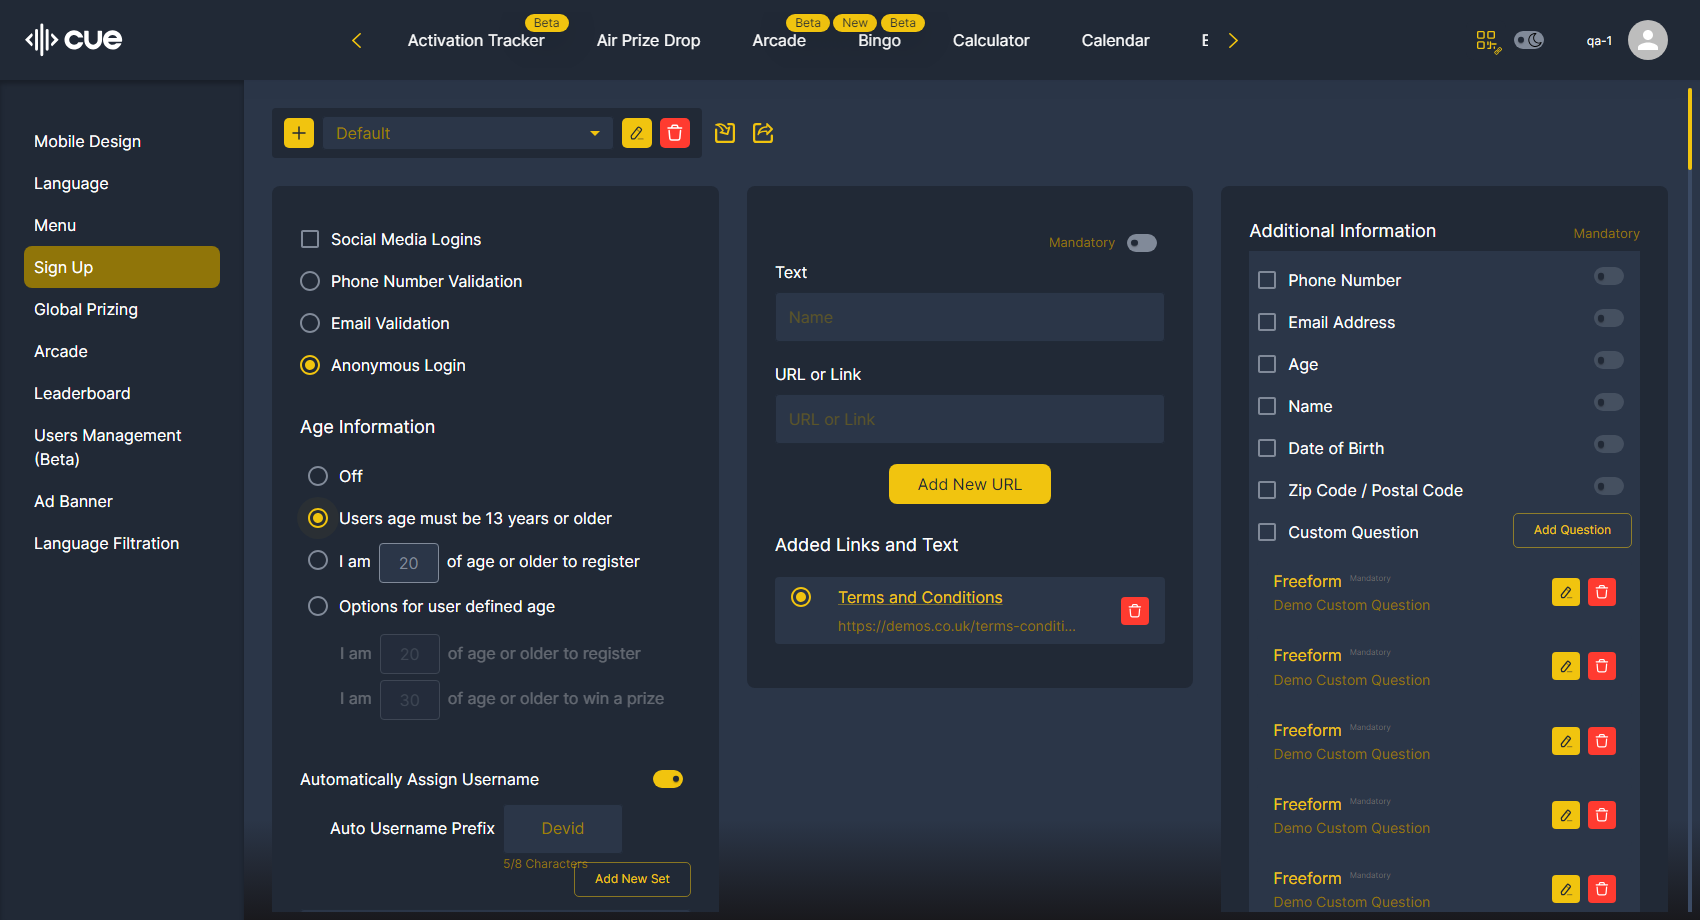 cue
Beta
Beta
New
Beta
Activation Tracker
Air Prize Drop
Arcade
Bingo
Calculator
Calendar
qa-1
Mobile Design
Language
Menu
Sign Up
Global Prizing
Arcade
Leaderboard
Users Management
(Beta)
Ad Banner
Language Filtration
Default
Social Media Logins
Phone Number Validation
Email Validation
Anonymous Login
Age Information
Off
Users age must be 13 years or older
I am 20 of age or older to register
Options for user defined age
I am 20 of age or older to register
I am 30 of age or older to win a prize
Automatically Assign Username
Auto Username Prefix Devid
5/8 Characters
Add New Set
Mandatory
Text
Name
URL or Link
URL or Link
Add New URL
Added Links and Text
Terms and Conditions
https://demos.co.uk/terms-conditi...
Additional Information
Mandatory
Phone Number
Email Address
Age
Name
Date of Birth
Zip Code / Postal Code
Custom Question
Add Question
Freeform Mandatory
Demo Custom Question
Freeform Mandatory
Demo Custom Question
Freeform Mandatory
Demo Custom Question
Freeform Mandatory
Demo Custom Question
Freeform Mandatory
Demo Custom Question